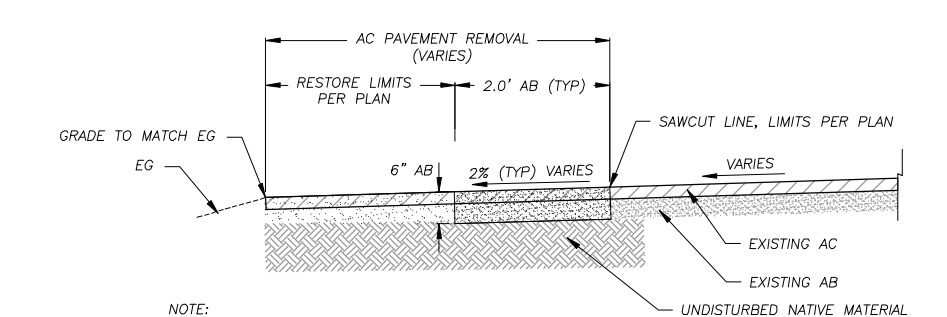 AC PAVEMENT REMOVAL
(VARIES)
RESTORE LIMITS
PER PLAN
2.0' AB (TYP)
GRADE TO MATCH EG
SAWCUT LINE, LIMITS PER PLAN
EG
6" AB
2% (TYP) VARIES
VARIES
EXISTING AC
EXISTING AB
NOTE:
UNDISTURBED NATIVE MATERIAL